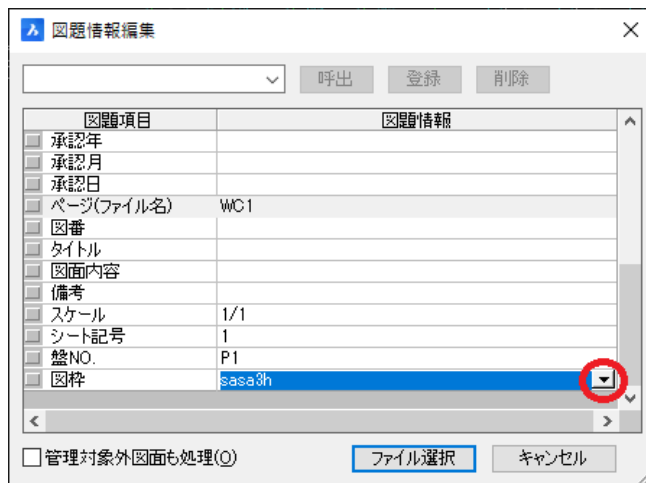 図題情報編集
呼出 登録 削除
図題項目 図題情報
承認年
承認月
承認日
ページ(ファイル名) WC1
図番
タイトル
図面内容
備考
スケール 1/1
シート記号 1
盤NO. P1
図枠 sasa3h
管理対象外図面も処理(O) ファイル選択 キャンセル